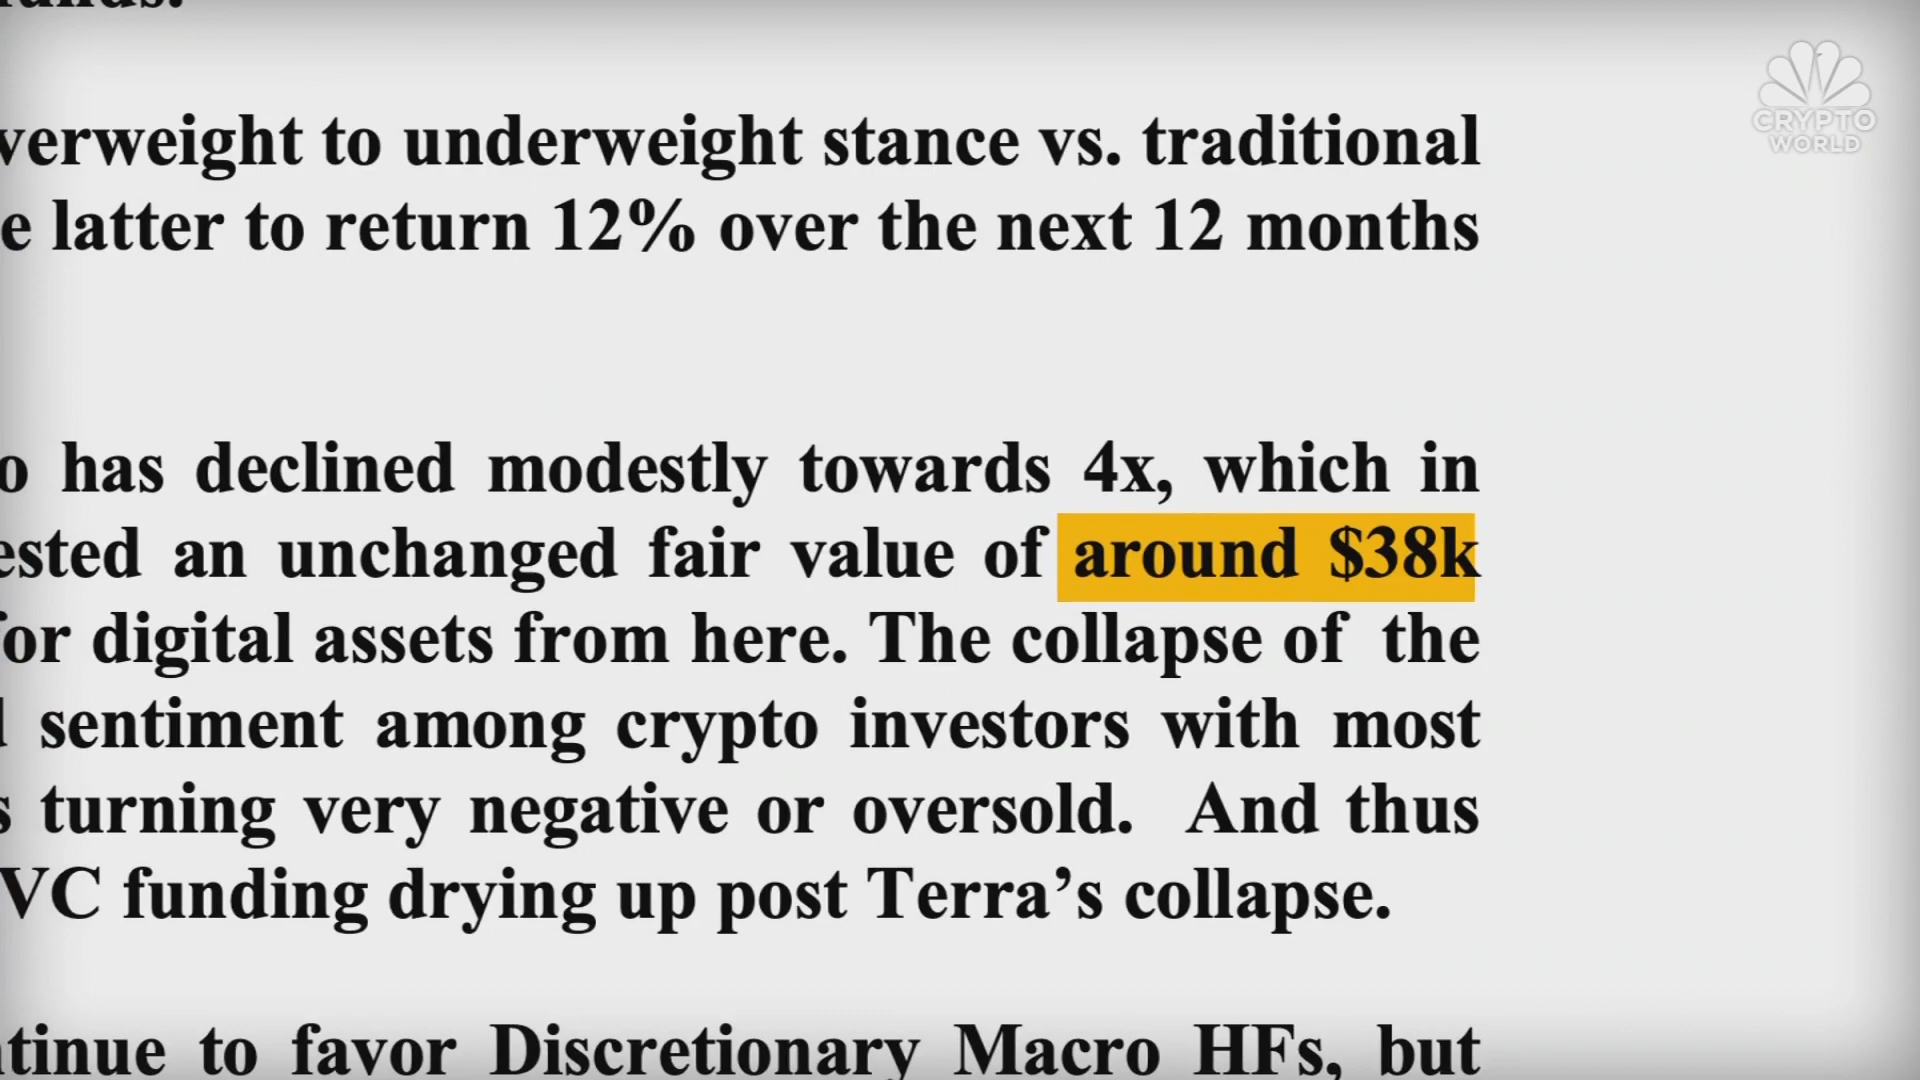 CRYPTO
WORLD
verweight to underweight stance vs. traditional
e latter to return 12% over the next 12 months
o has declined modestly towards 4x, which in
ested an unchanged fair value of around $38k
for digital assets from here. The collapse of the
sentiment among crypto investors with most
s turning very negative or oversold. And thus
VC funding drying up post Terra’s collapse.
ntinue to favor Discretionary Macro HFs, but